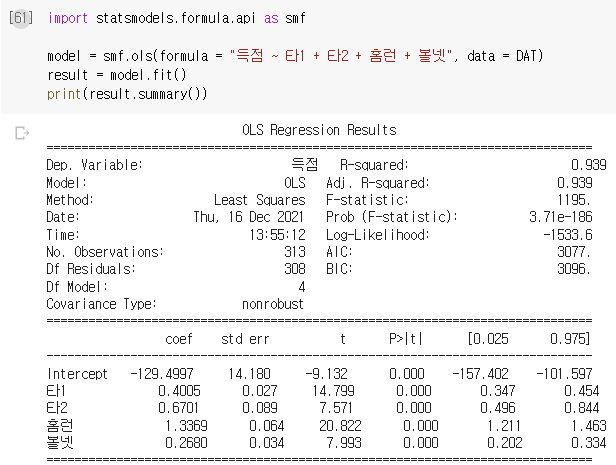 [61] import statsmodels.formula.api as smf
model = smf.ols(formula = "득점 ~ 타1 + 타2 + 홈런 + 볼넷", data = DAT)
result = model.fit()
print(result.summary())
OLS Regression Results
==============================================================================
Dep. Variable: 득점 R-squared: 0.939
Model: OLS Adj. R-squared: 0.939
Method: Least Squares F-statistic: 1195.
Date: Thu, 16 Dec 2021 Prob (F-statistic): 3.71e-186
Time: 13:55:12 Log-Likelihood: -1533.6
No. Observations: 313 AIC: 3077.
Df Residuals: 308 BIC: 3096.
Df Model: 4
Covariance Type: nonrobust
==============================================================================
coef std err t P>|t| [0.025 0.975]
------------------------------------------------------------------------------
Intercept -129.4997 14.180 -9.132 0.000 -157.402 -101.597
타1 0.4005 0.027 14.799 0.000 0.347 0.454
타2 0.6701 0.089 7.571 0.000 0.496 0.844
홈런 1.3369 0.064 20.822 0.000 1.211 1.463
볼넷 0.2680 0.034 7.993 0.000 0.202 0.334
==============================================================================